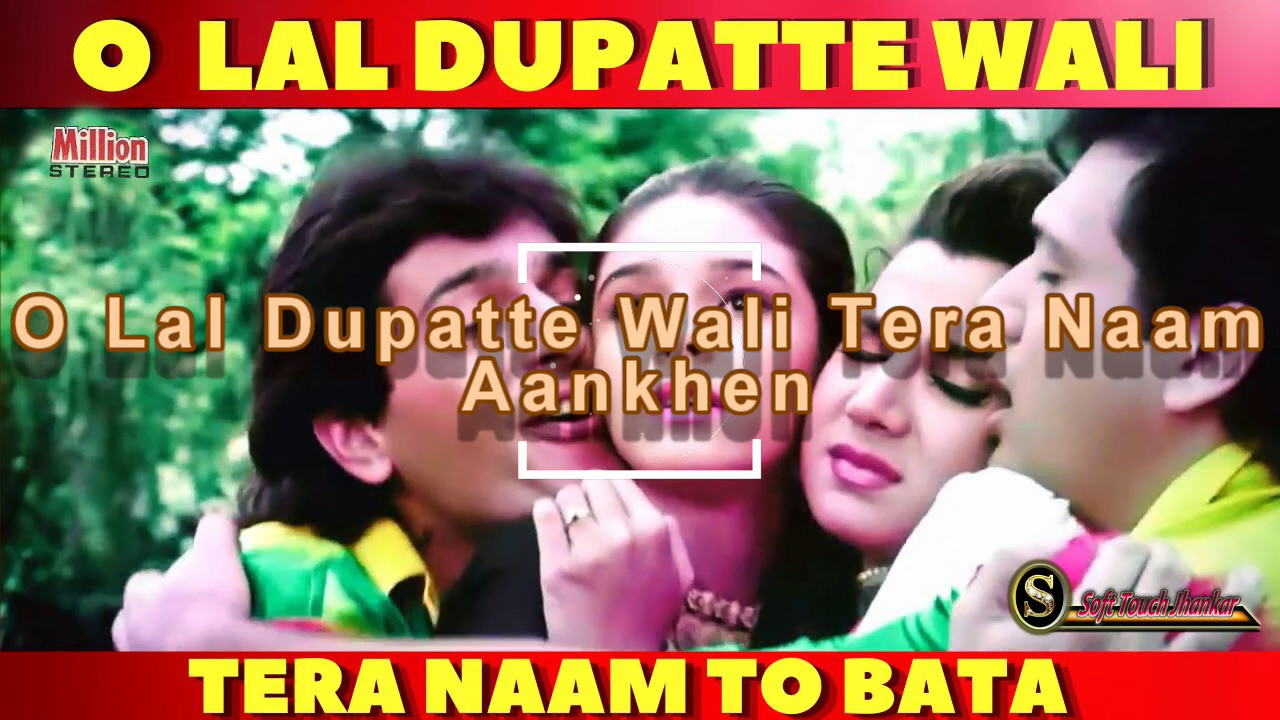 O LAL DUPATTE WALI
Million
STEREO
O Lal Dupatte Wali Tera Naam
Aankhen
S Soft Touch Jhankar
TERA NAAM TO BATA